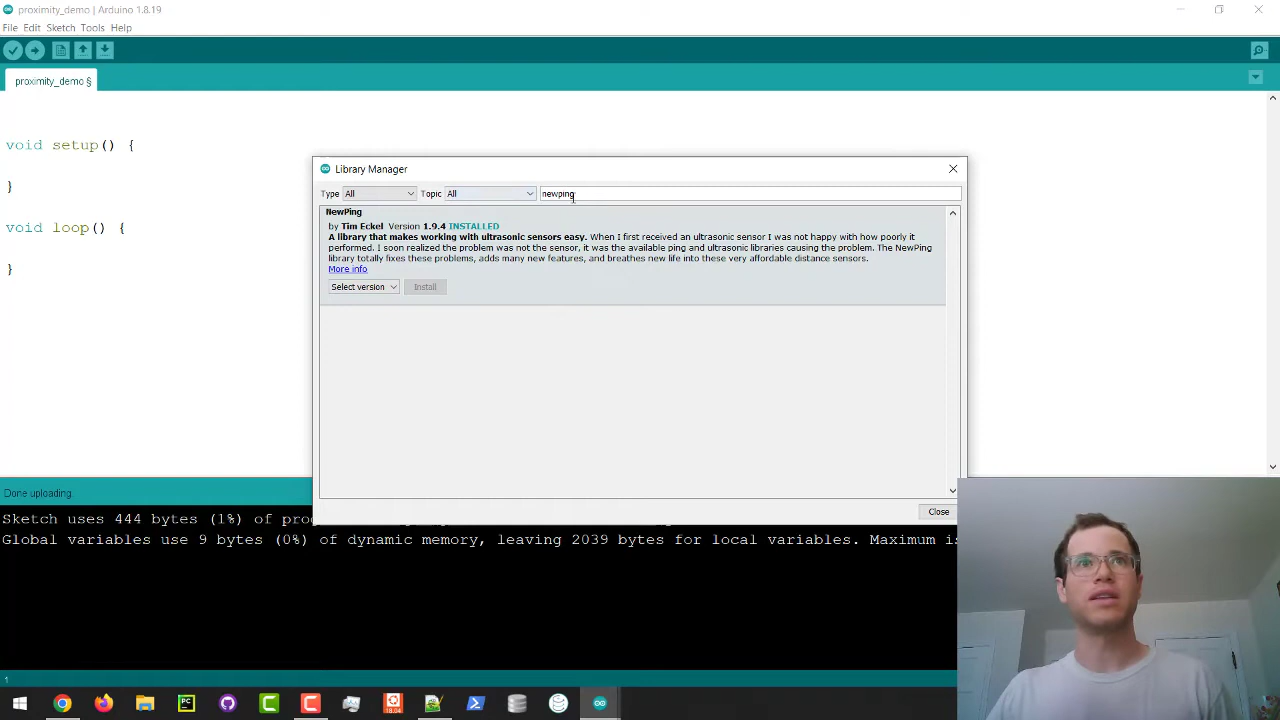 proximity_demo | Arduino 1.8.19
File Edit Sketch Tools Help
proximity_demo §
void setup() {
}
void loop() {
}
Library Manager
Type All Topic All newping
NewPing
by Tim Eckel Version 1.9.4 INSTALLED
A library that makes working with ultrasonic sensors easy. When I first received an ultrasonic sensor I was not happy with how poorly it
performed. I soon realized the problem was not the sensor, it was the available ping and ultrasonic libraries causing the problem. The NewPing
library totally fixes these problems, adds many new features, and breathes new life into these very affordable distance sensors.
More info
Select version Install
Close
Done uploading.
Sketch uses 444 bytes (1%) of
Global variables use 9 bytes (0%) of dynamic memory, leaving 2039 bytes for local variables. Maximum
1
PC
18.04